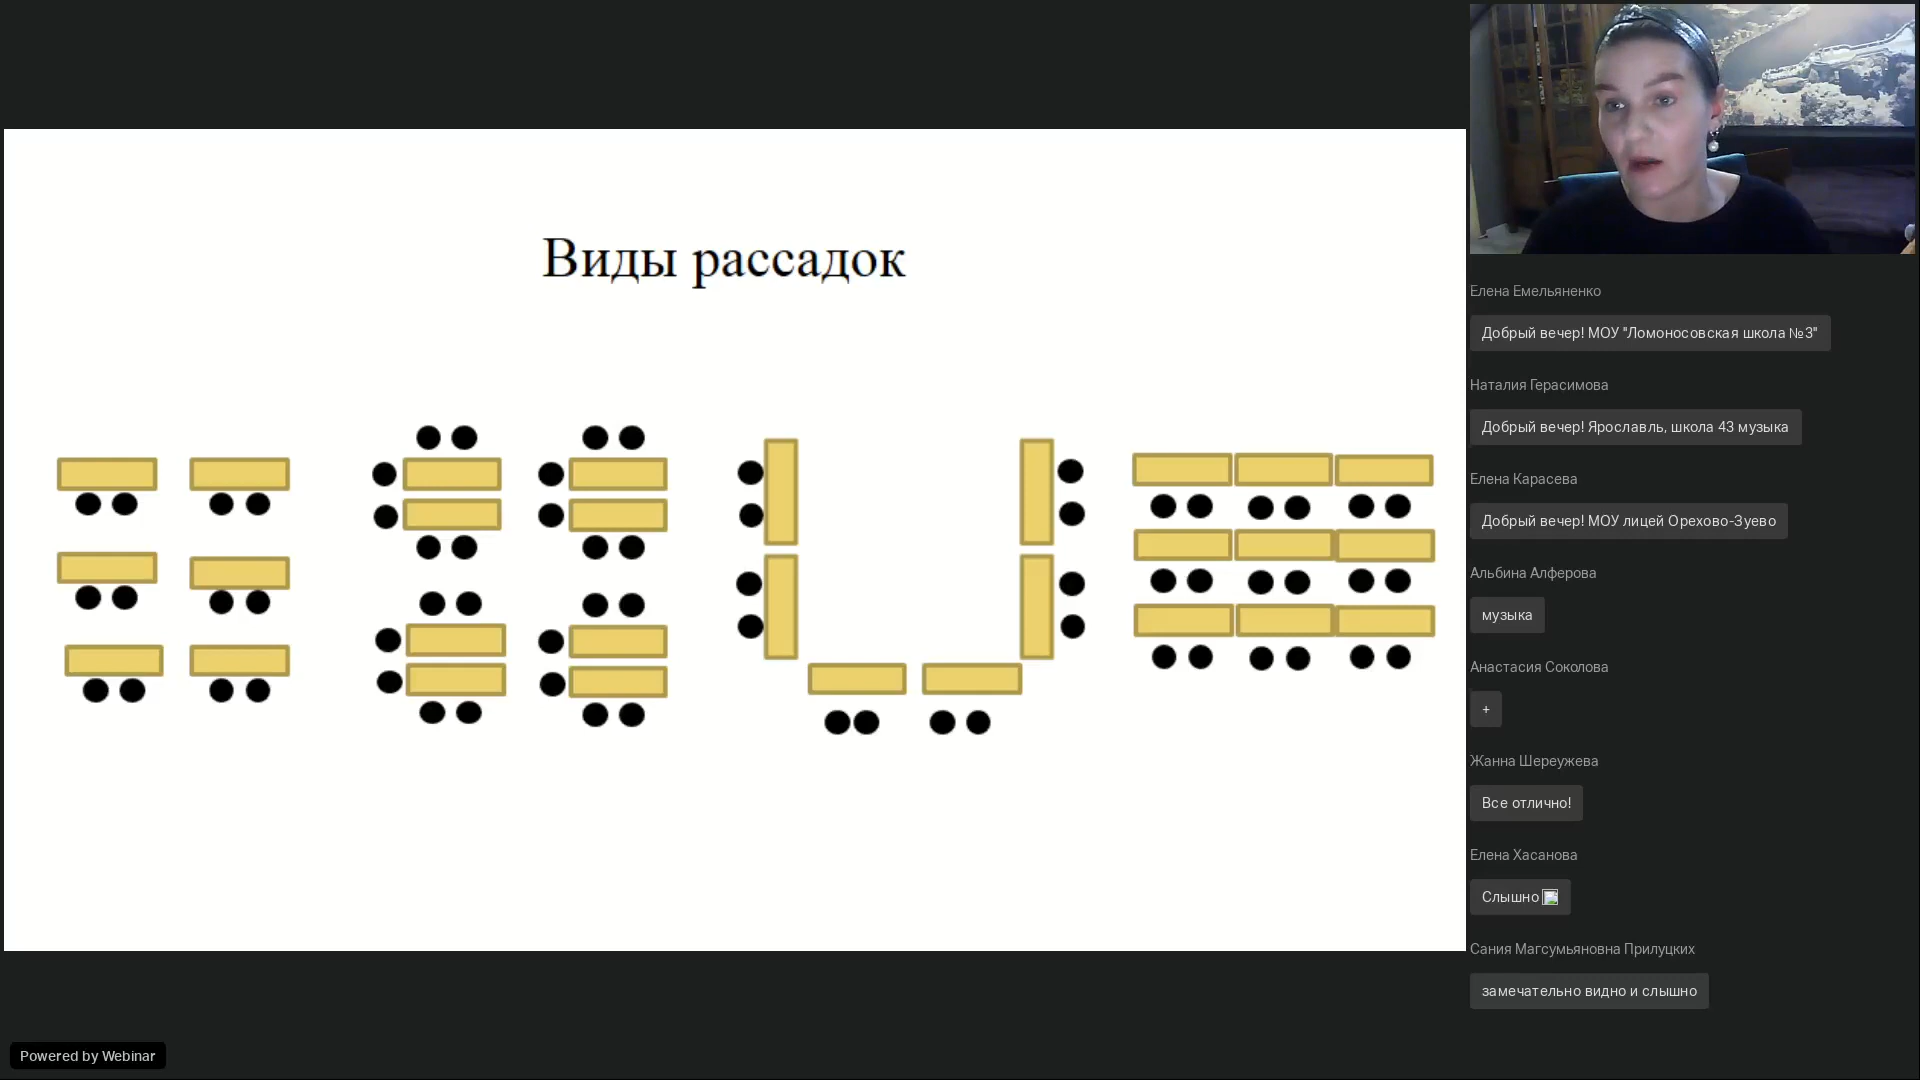 Виды рассадок
Елена Емельяненко
Добрый вечер! МОУ "Ломоносовская школа №3"
Наталия Герасимова
Добрый вечер! Ярославль, школа 43 музыка
Елена Карасева
Добрый вечер! МОУ лицей Орехово-Зуево
Альбина Алферова
музыка
Анастасия Соколова
+
Жанна Шереужева
Все отлично!
Елена Хасанова
Слышно
Сания Магсумьяновна Прилуцких
замечательно видно и слышно
Powered by Webinar